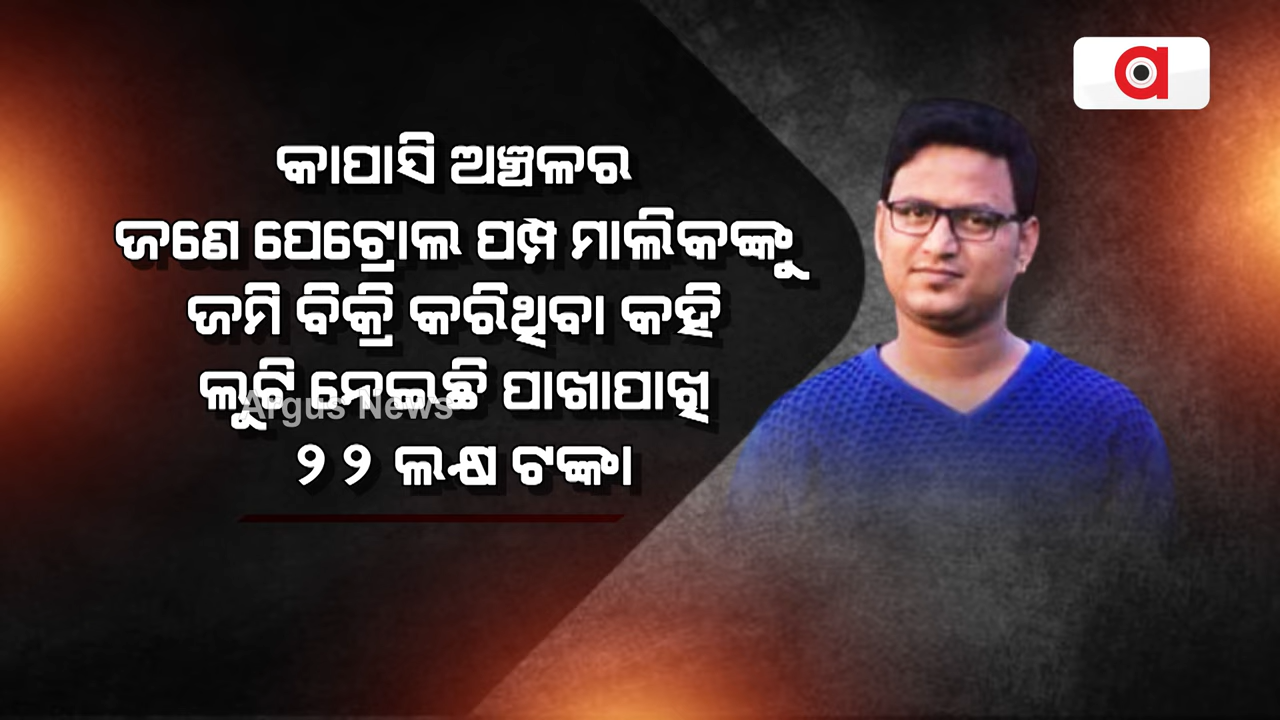 କାପାସି ଅଞ୍ଚଳର
ଜଣେ ପେଟ୍ରୋଲ ପମ୍ପ ମାଲିକଙ୍କୁ
ଜମି ବିକ୍ରି କରିଥିବା କହି
ଲୁଟି ନେଇଛି ପାଖାପାଖି
୨୨ ଲକ୍ଷ ଟଙ୍କା
Argus News
a